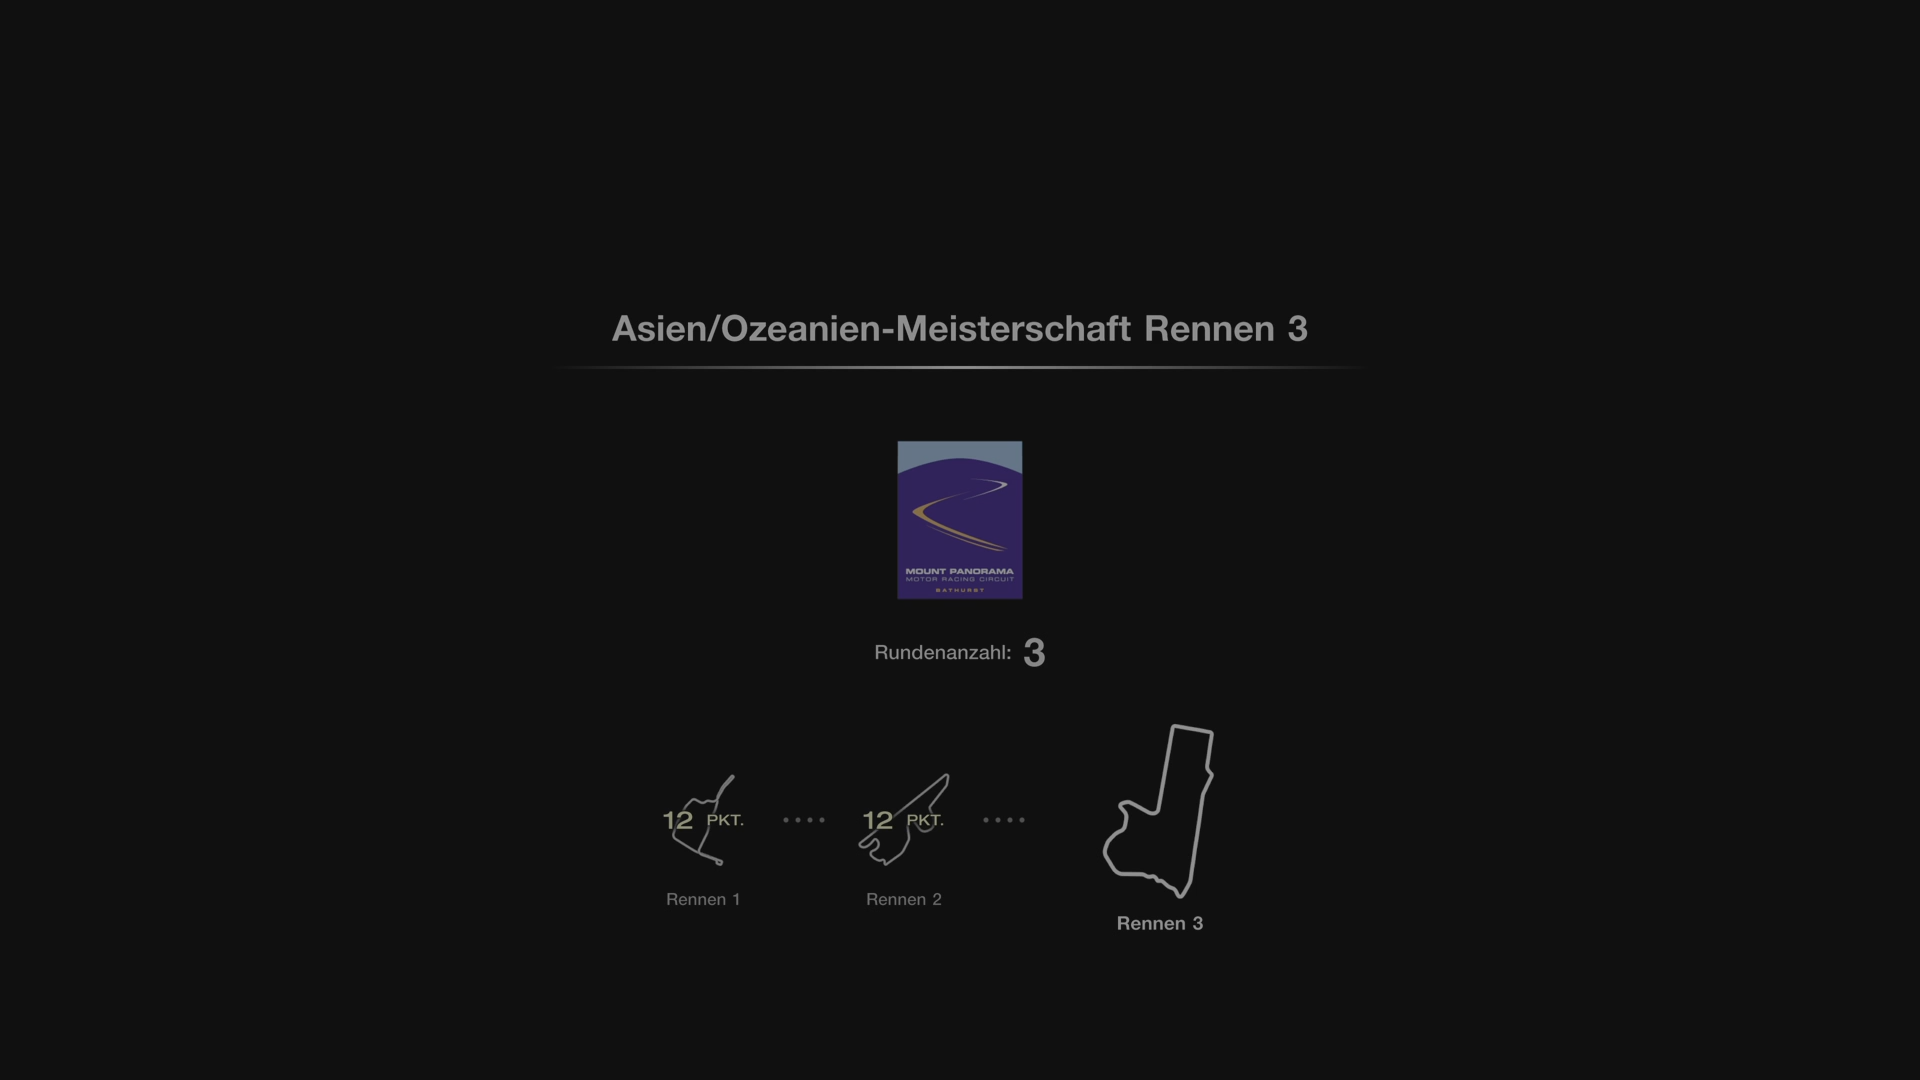 Asien/Ozeanien-Meisterschaft Rennen 3
MOUNT PANORAMA
MOTOR RACING CIRCUIT
BATHURST
Rundenanzahl: 3
12 PKT.
12 PKT.
Rennen 1
Rennen 2
Rennen 3